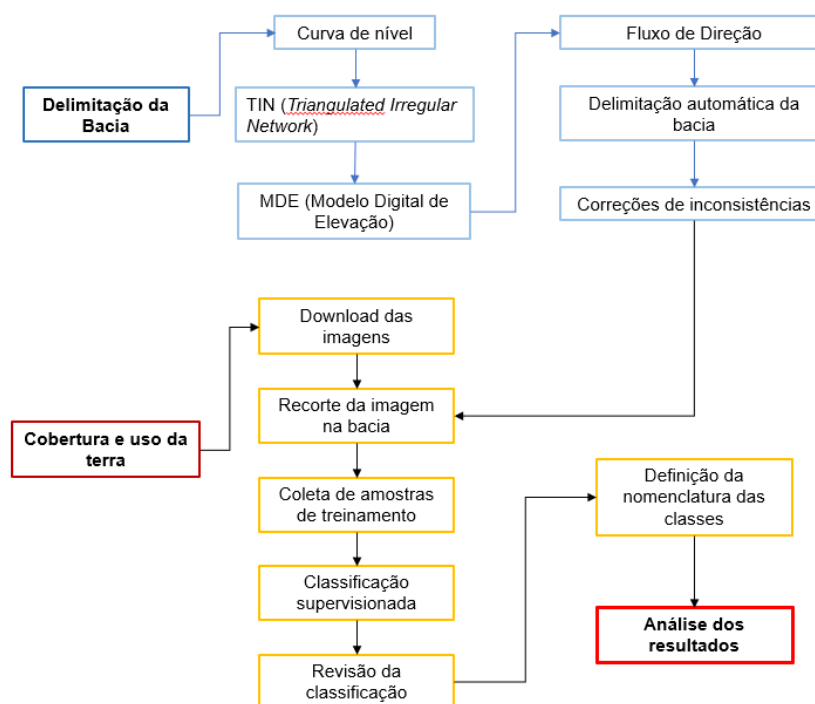 Delimitação da
Bacia
Curva de nível
TIN (Triangulated Irregular
Network)
MDE (Modelo Digital de
Elevação)
Fluxo de Direção
Delimitação automática da
bacia
Correções de inconsistências
Cobertura e uso da
terra
Download das
imagens
Recorte da imagem
na bacia
Coleta de amostras
de treinamento
Classificação
supervisionada
Revisão da
classificação
Definição da
nomenclatura das
classes
Análise dos
resultados